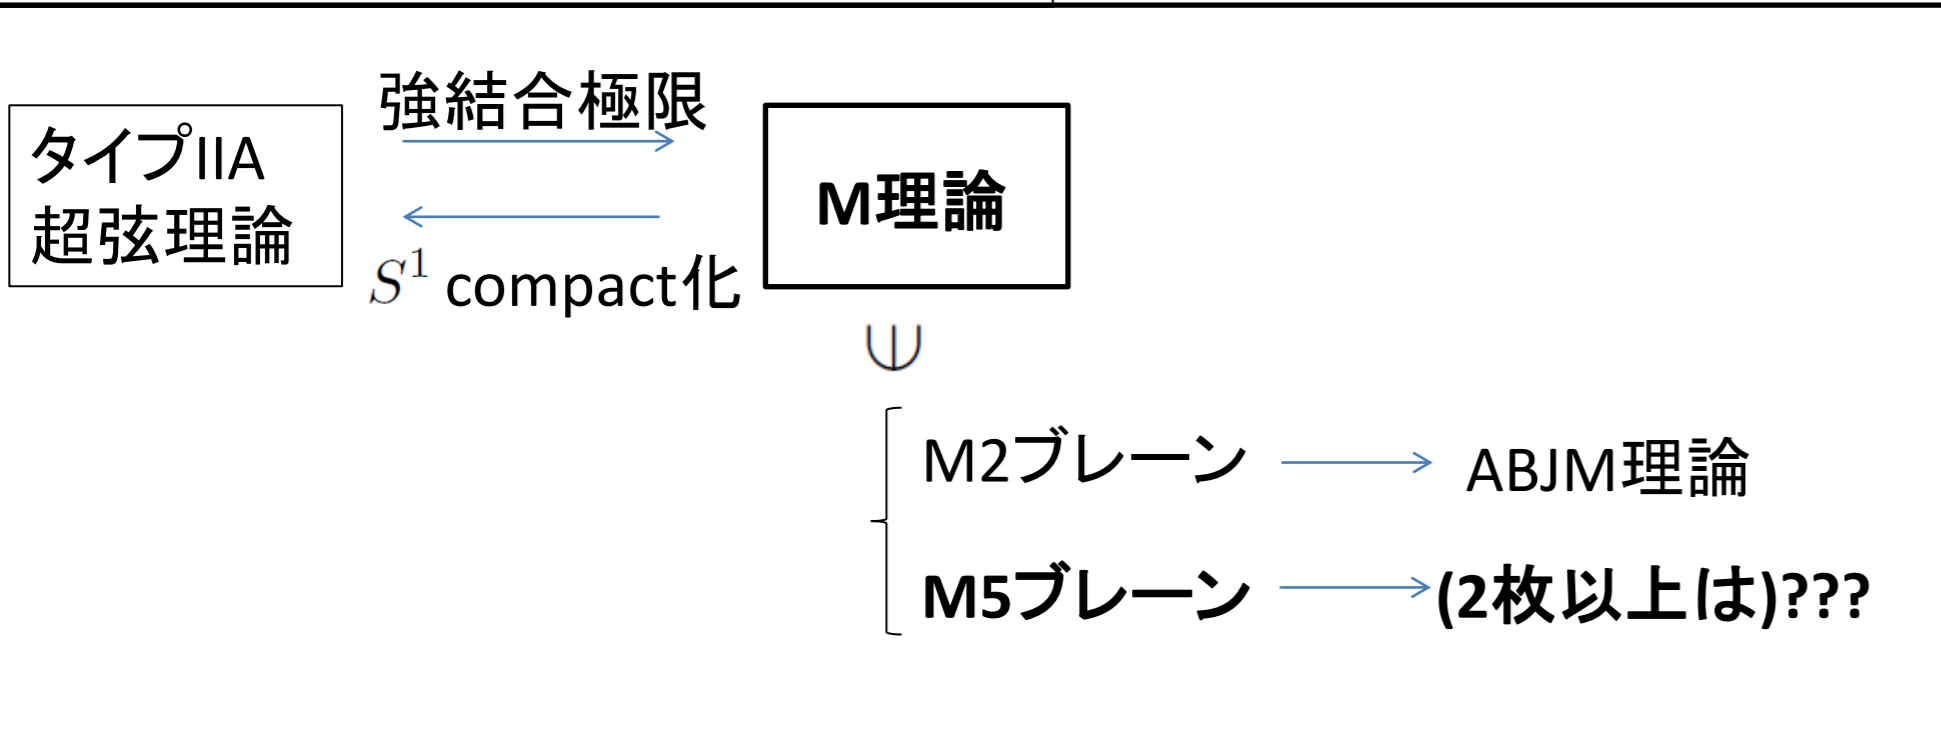 強結合極限
タイプIIA
超弦理論
M理論
S¹ compact化
∪
M2ブレーン
ABJM理論
M5ブレーン
(2枚以上は)???